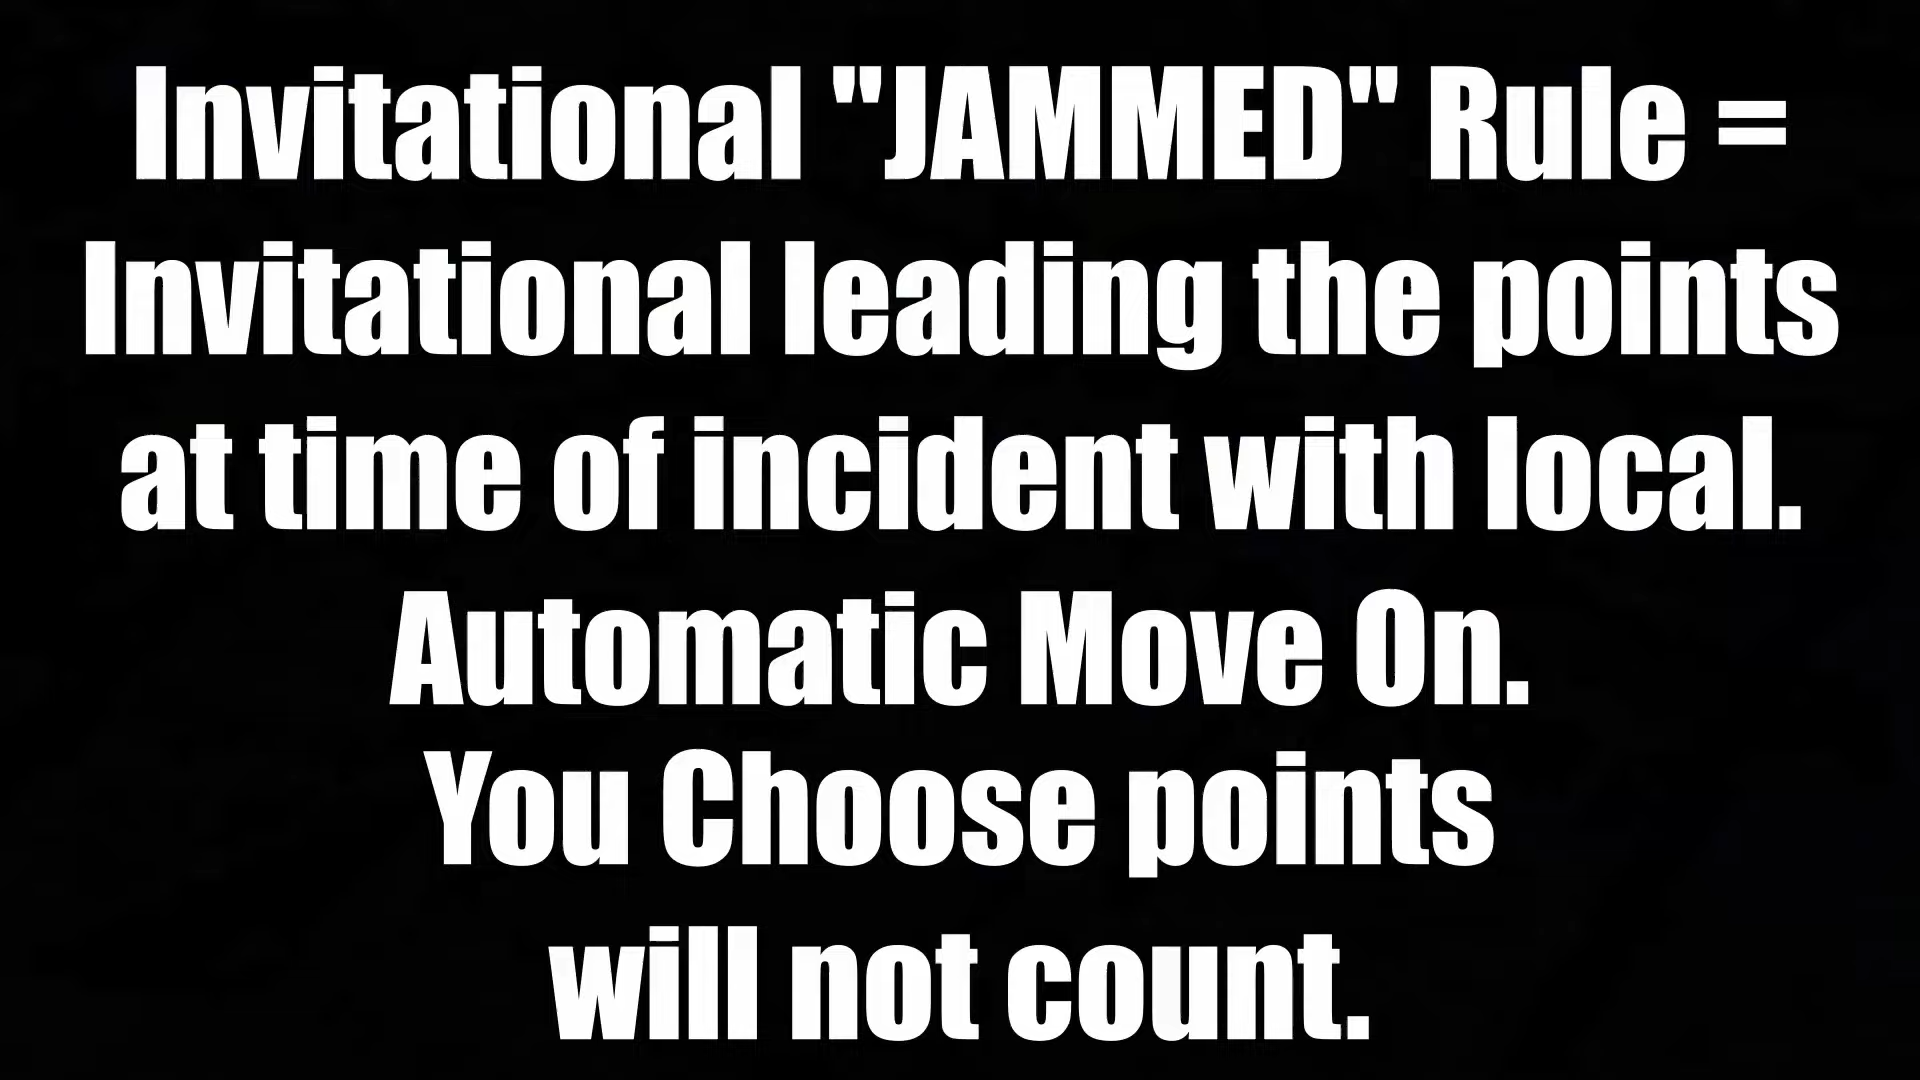 Invitational "JAMMED" Rule =
Invitational leading the points
at time of incident with local.
Automatic Move On.
You Choose points
will not count.